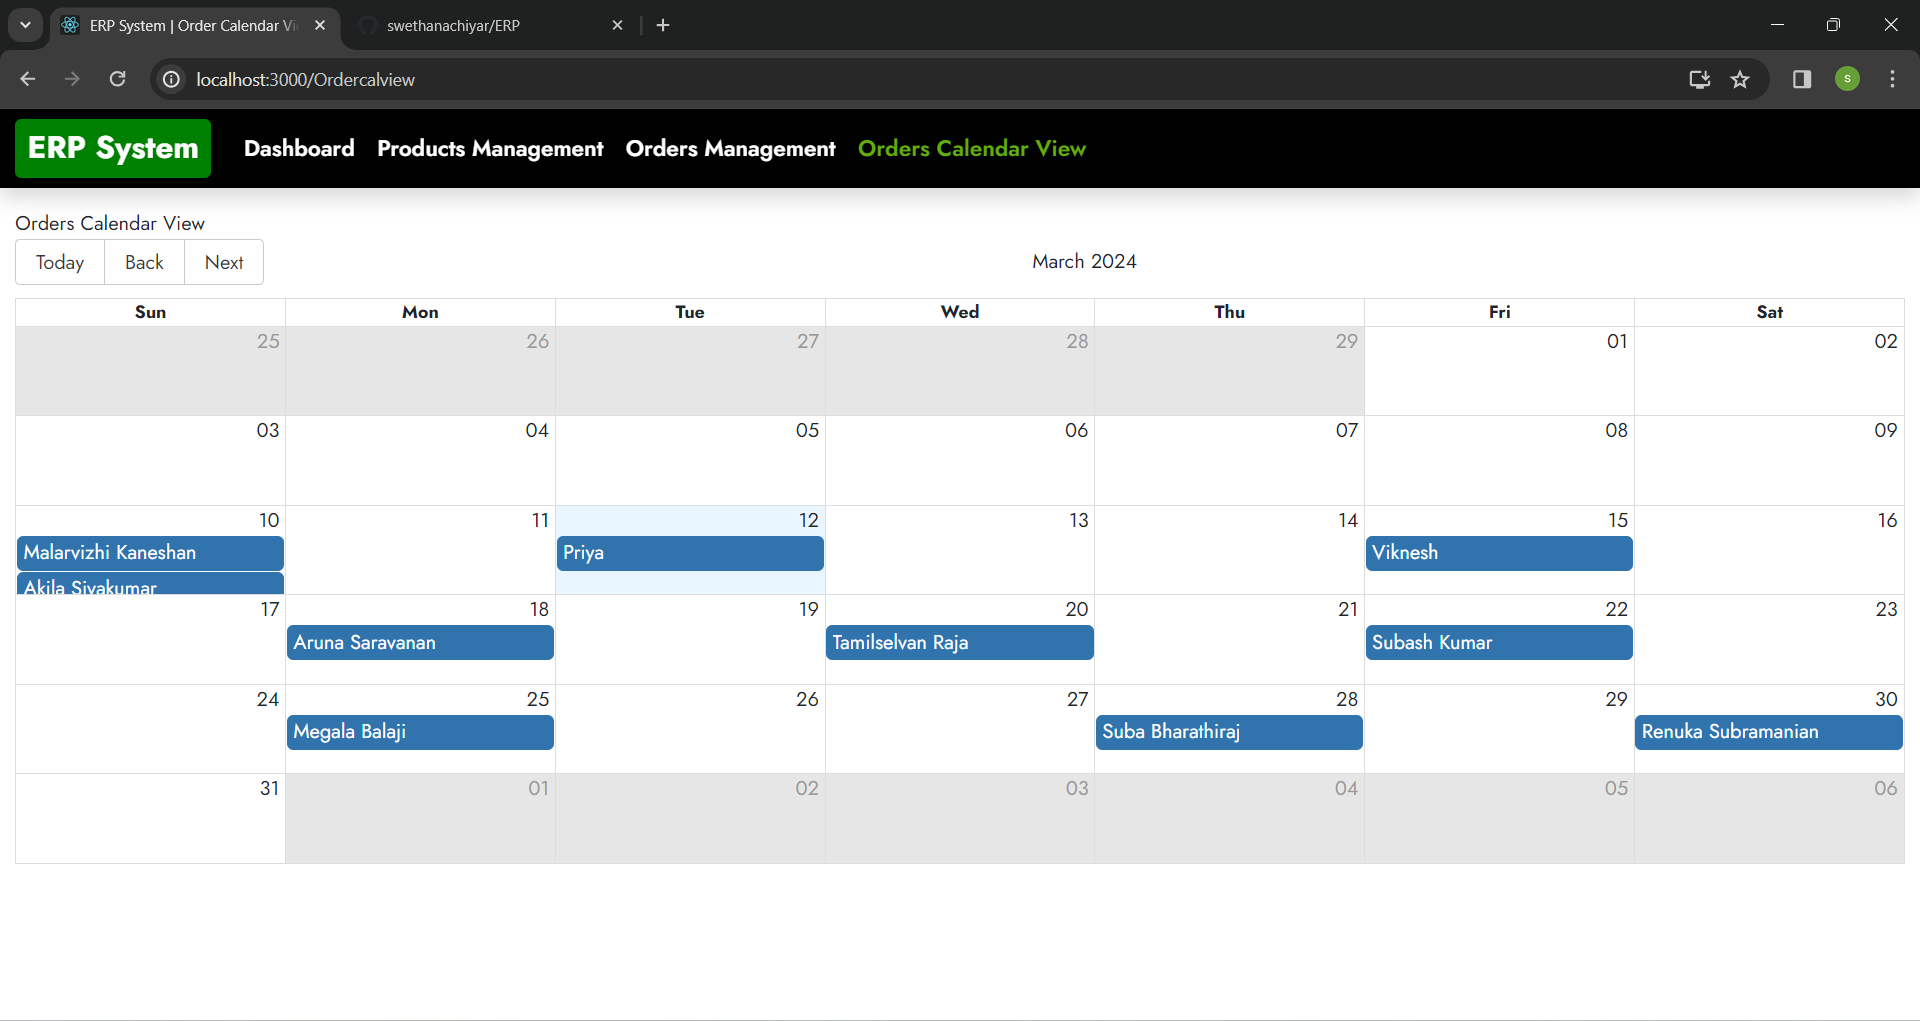 ERP System | Order Calendar Vi
swethanachiyar/ERP
localhost:3000/Ordercalview
S
ERP System Dashboard Products Management Orders Management Orders Calendar View
Orders Calendar View
Today Back Next March 2024
Sun Mon Tue Wed Thu Fri Sat
25 26 27 28 29 01 02
03 04 05 06 07 08 09
10 11 12 13 14 15 16
Malarvizhi Kaneshan Priya Viknesh
Akila Sivakumar
17 18 19 20 21 22 23
Aruna Saravanan Tamilselvan Raja Subash Kumar
24 25 26 27 28 29 30
Megala Balaji Suba Bharathiraj Renuka Subramanian
31 01 02 03 04 05 06